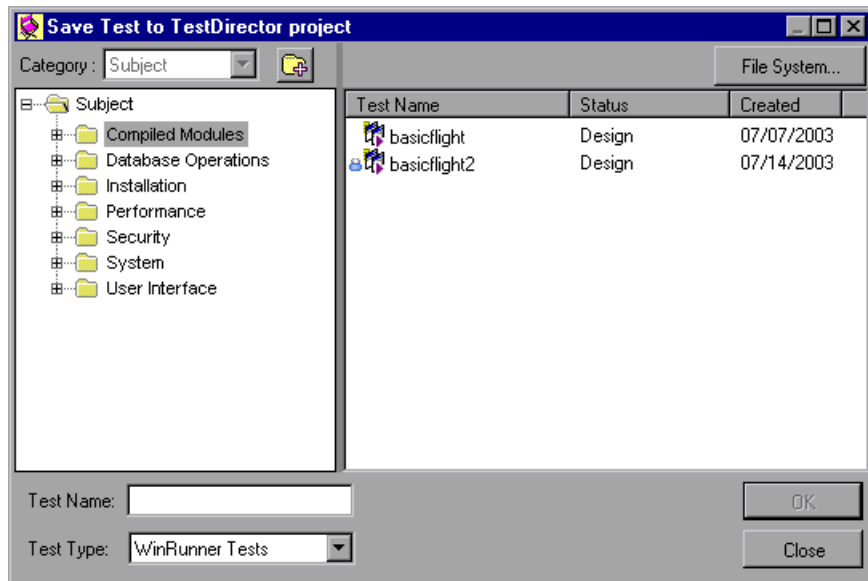 Save Test to TestDirector project
Category : Subject
File System...
Subject
Compiled Modules
Database Operations
Installation
Performance
Security
System
User Interface
Test Name Status Created
basicflight Design 07/07/2003
basicflight2 Design 07/14/2003
Test Name:
OK
Test Type: WinRunner Tests
Close